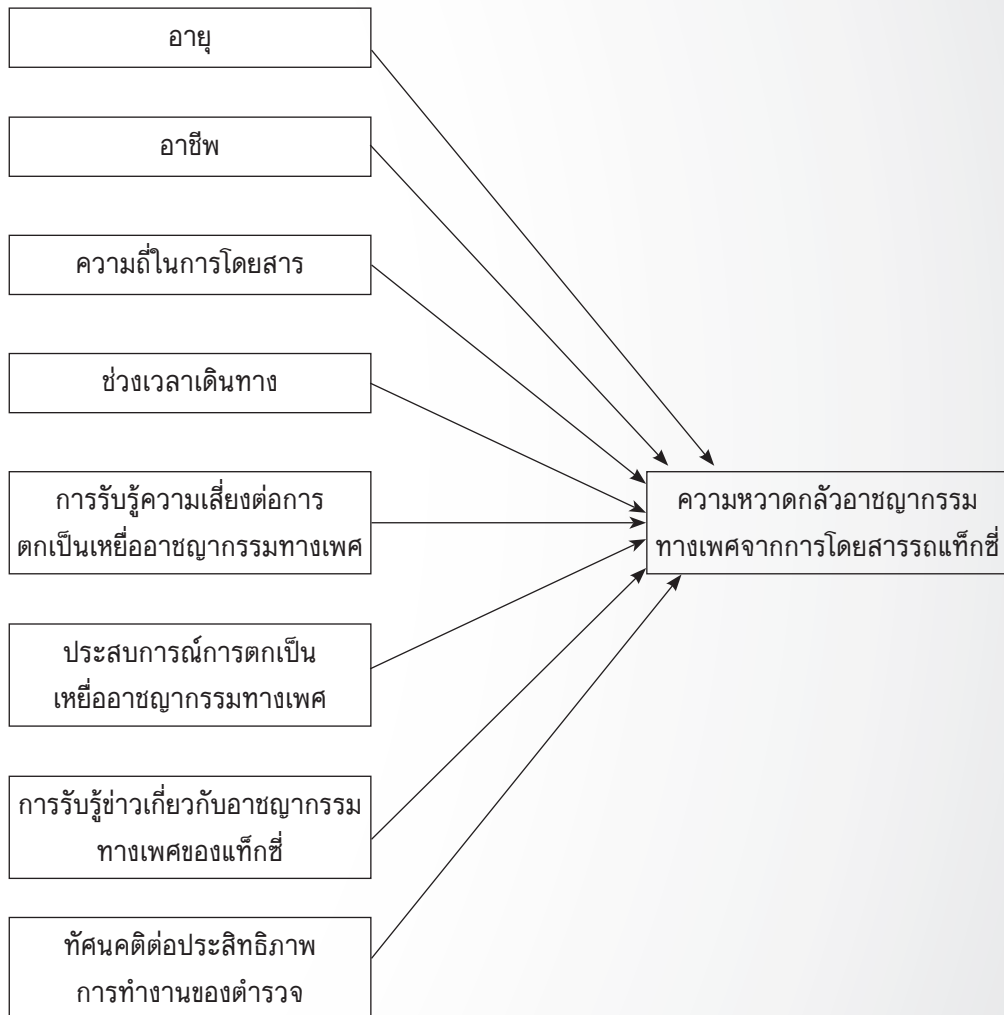 อายุ
อาชีพ
ความถี่ในการโดยสาร
ช่วงเวลาเดินทาง
การรับรู้ความเสี่ยงต่อการ
ตกเป็นเหยื่ออาชญากรรมทางเพศ
ประสบการณ์การตกเป็น
เหยื่ออาชญากรรมทางเพศ
การรับรู้ข่าวเกี่ยวกับอาชญากรรม
ทางเพศของแท็กซี่
ทัศนคติต่อประสิทธิภาพ
การทำงานของตำรวจ
ความหวาดกลัวอาชญากรรม
ทางเพศจากการโดยสารรถแท็กซี่